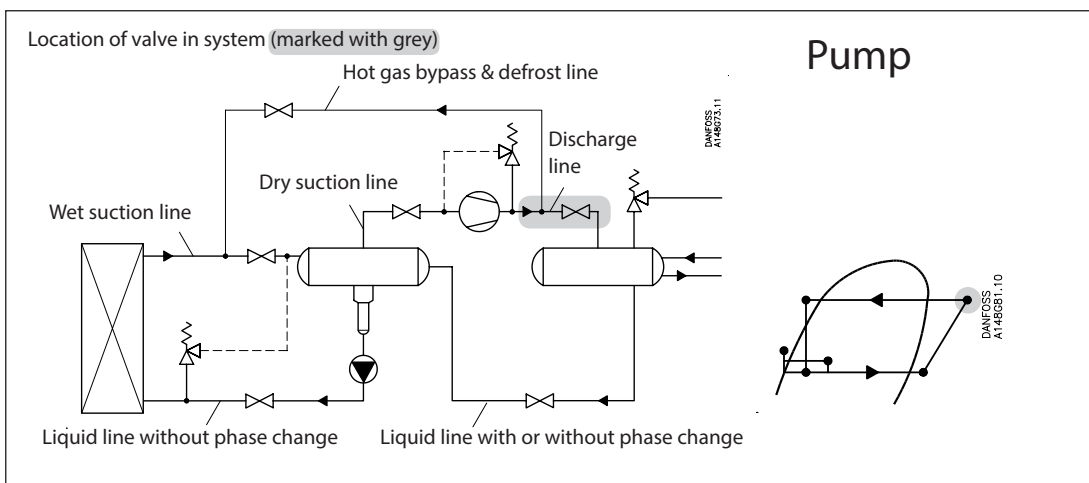 Location of valve in system (marked with grey)
Pump
Hot gas bypass & defrost line
DANFOSS
A148G73.11
Discharge
line
Dry suction line
Wet suction line
DANFOSS
A148G81.10
Liquid line without phase change
Liquid line with or without phase change